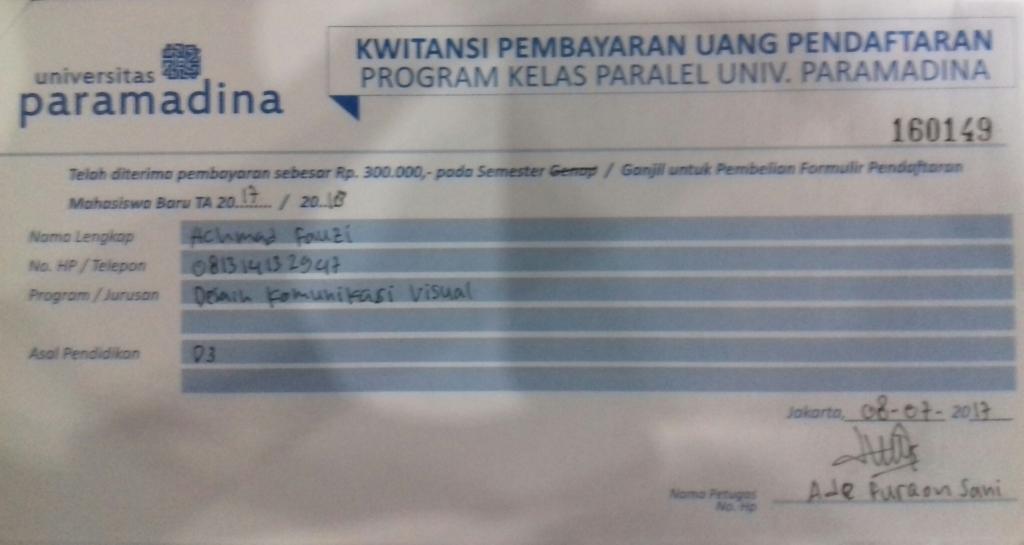 universitas
paramadina
KWITANSI PEMBAYARAN UANG PENDAFTARAN
PROGRAM KELAS PARALEL UNIV. PARAMADINA
160149
Telah diterima pembayaran sebesar Rp. 300.000,- pada Semester Genap / Ganjil untuk Pembelian Formulir Pendaftaran
Mahasiswa Baru TA 20.17.... / 20..18
Nama Lengkap Achmad Fauzi
No. HP / Telepon 081314132947
Program / Jurusan Desain Komunikasi Visual
Asal Pendidikan D3
Jakarta, 08-07- 2017
Nama Petugas Ade Furqon Sani
No. Hp